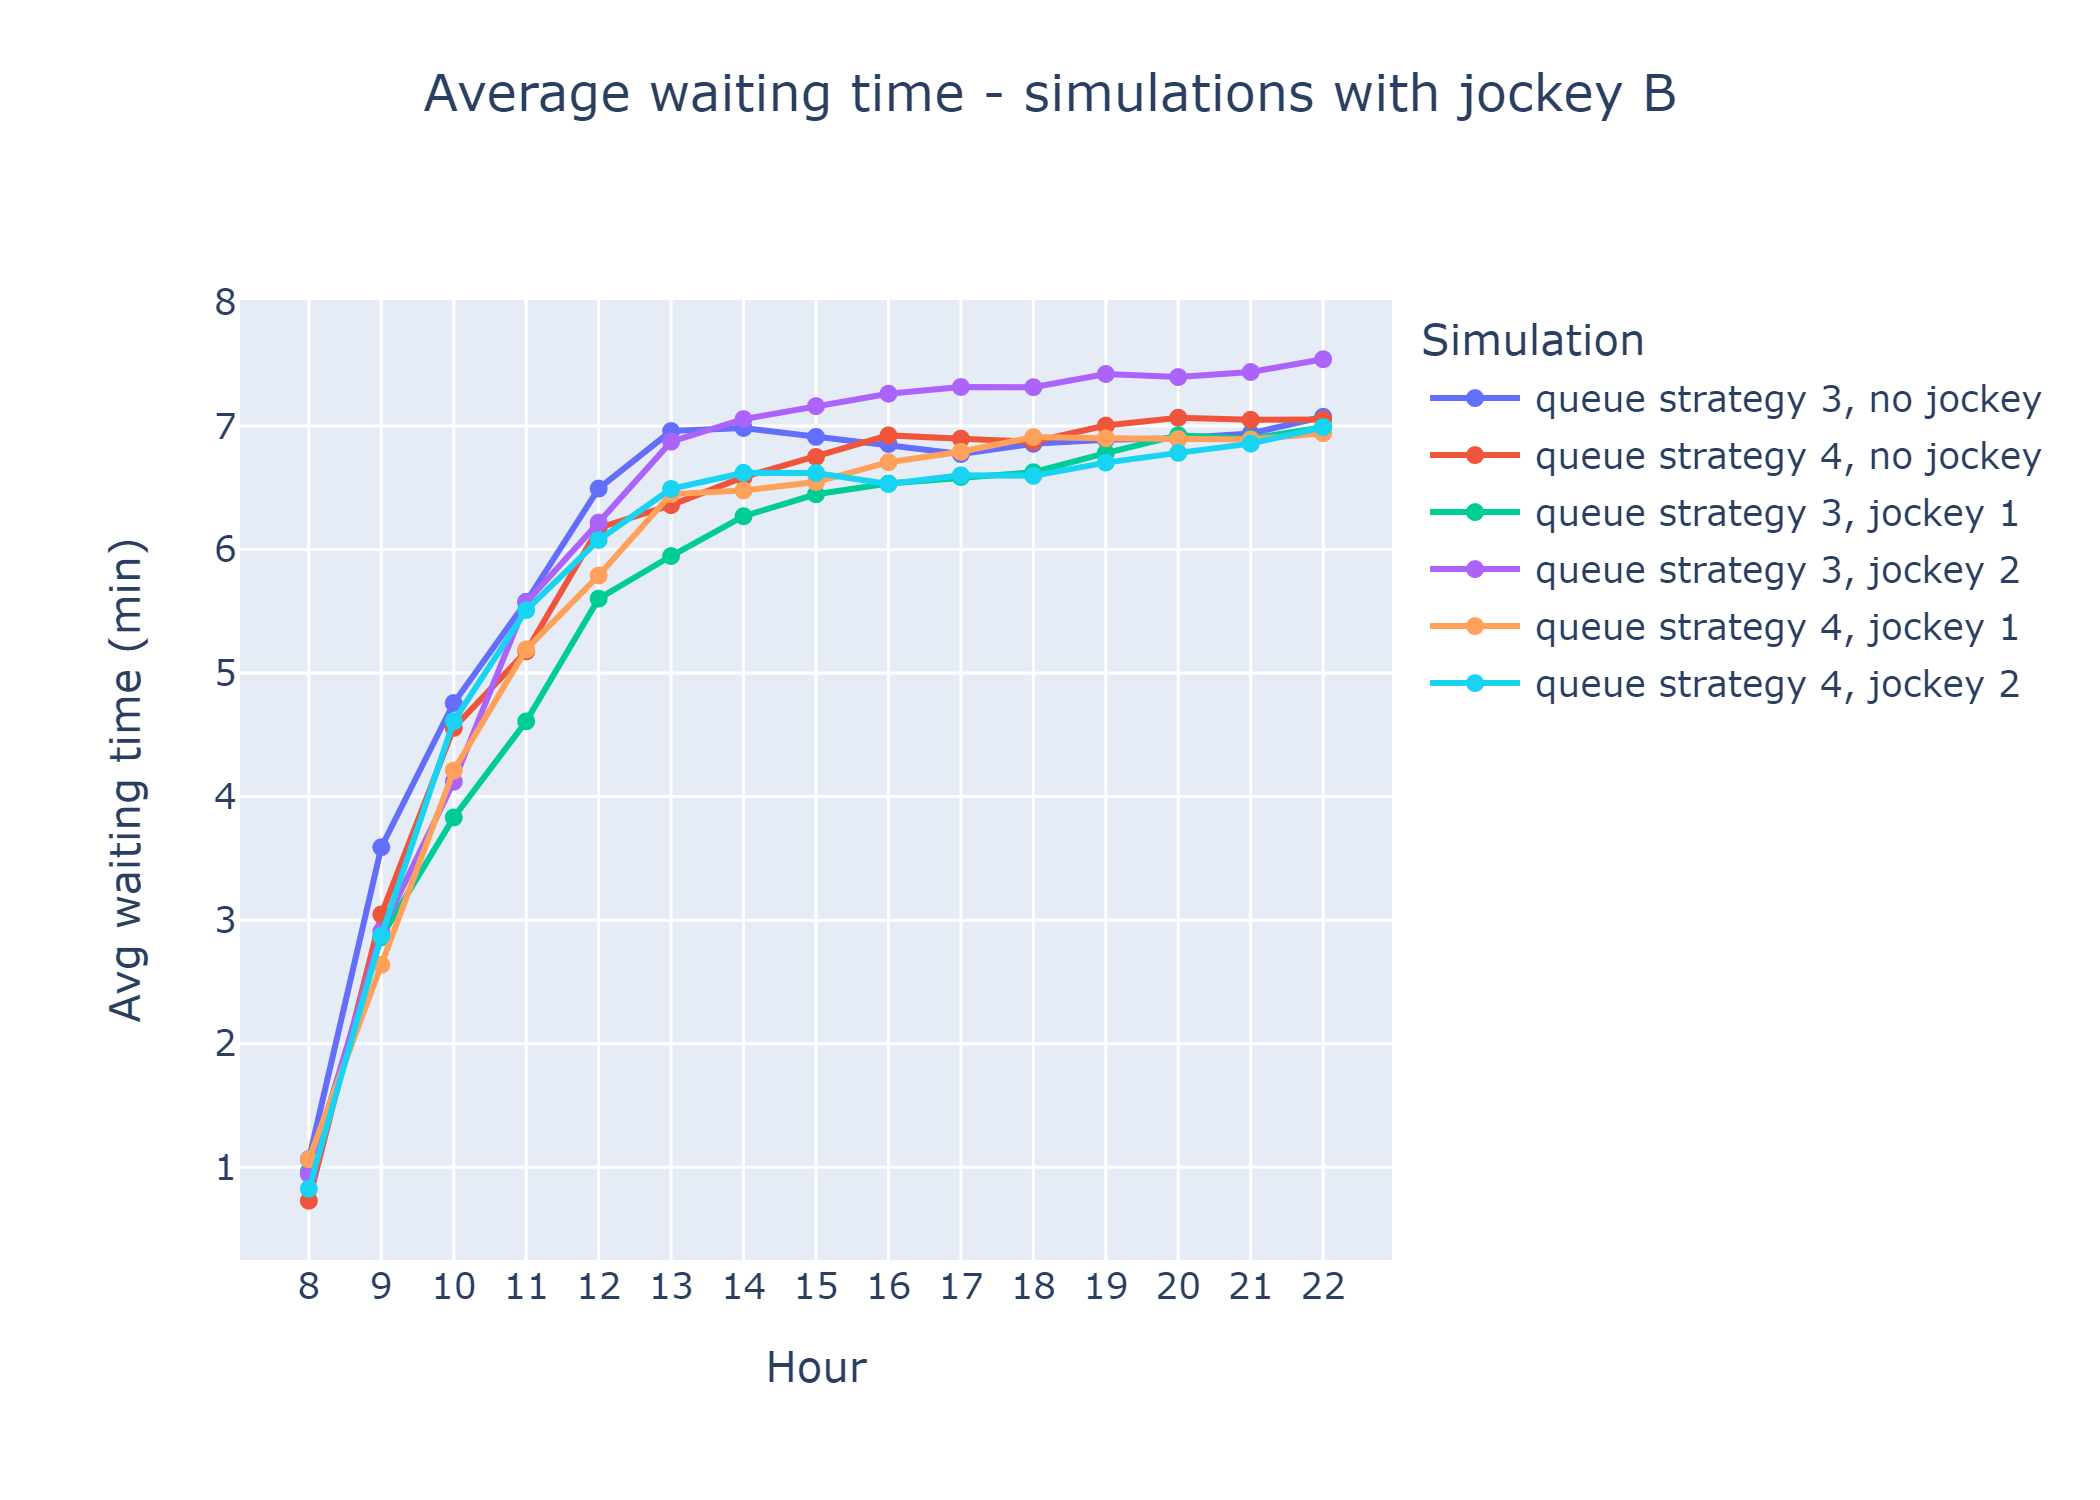 Average waiting time - simulations with jockey B
8
7
6
5
4
3
2
1
Avg waiting time (min)
8 9 10 11 12 13 14 15 16 17 18 19 20 21 22
Hour
Simulation
queue strategy 3, no jockey
queue strategy 4, no jockey
queue strategy 3, jockey 1
queue strategy 3, jockey 2
queue strategy 4, jockey 1
queue strategy 4, jockey 2